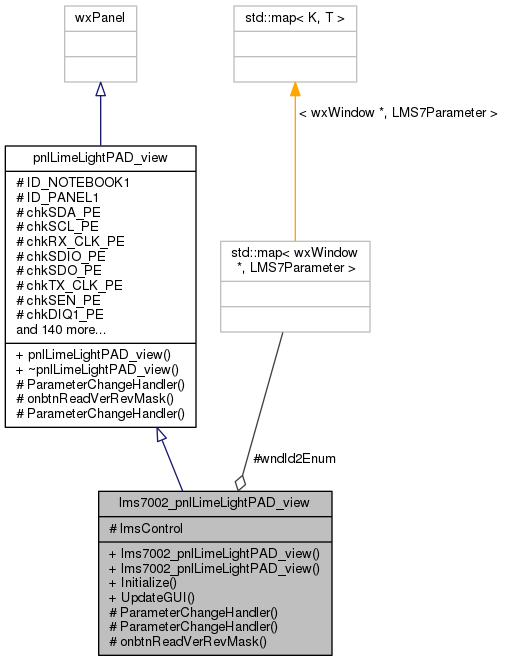 wxPanel
std::map< K, T >
< wxWindow *, LMS7Parameter >
pnlLimeLightPAD_view
# ID_NOTEBOOK1
# ID_PANEL1
# chkSDA_PE
# chkSCL_PE
# chkRX_CLK_PE
# chkSDIO_PE
# chkSDO_PE
# chkTX_CLK_PE
# chkSEN_PE
# chkDIQ1_PE
and 140 more...
+ pnlLimeLightPAD_view()
+ ~pnlLimeLightPAD_view()
# ParameterChangeHandler()
# onbtnReadVerRevMask()
# ParameterChangeHandler()
std::map< wxWindow
*, LMS7Parameter >
#wndId2Enum
lms7002_pnlLimeLightPAD_view
# lmsControl
+ lms7002_pnlLimeLightPAD_view()
+ lms7002_pnlLimeLightPAD_view()
+ Initialize()
+ UpdateGUI()
# ParameterChangeHandler()
# ParameterChangeHandler()
# onbtnReadVerRevMask()